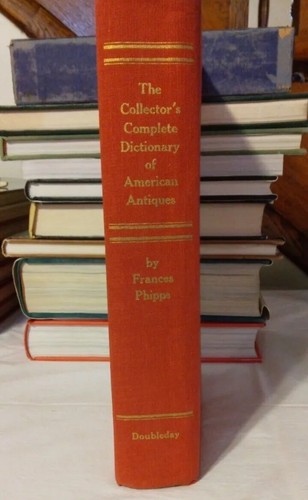 The
Collector's
Complete
Dictionary
of
American
Antiques
by
Frances
Phipps
Doubleday